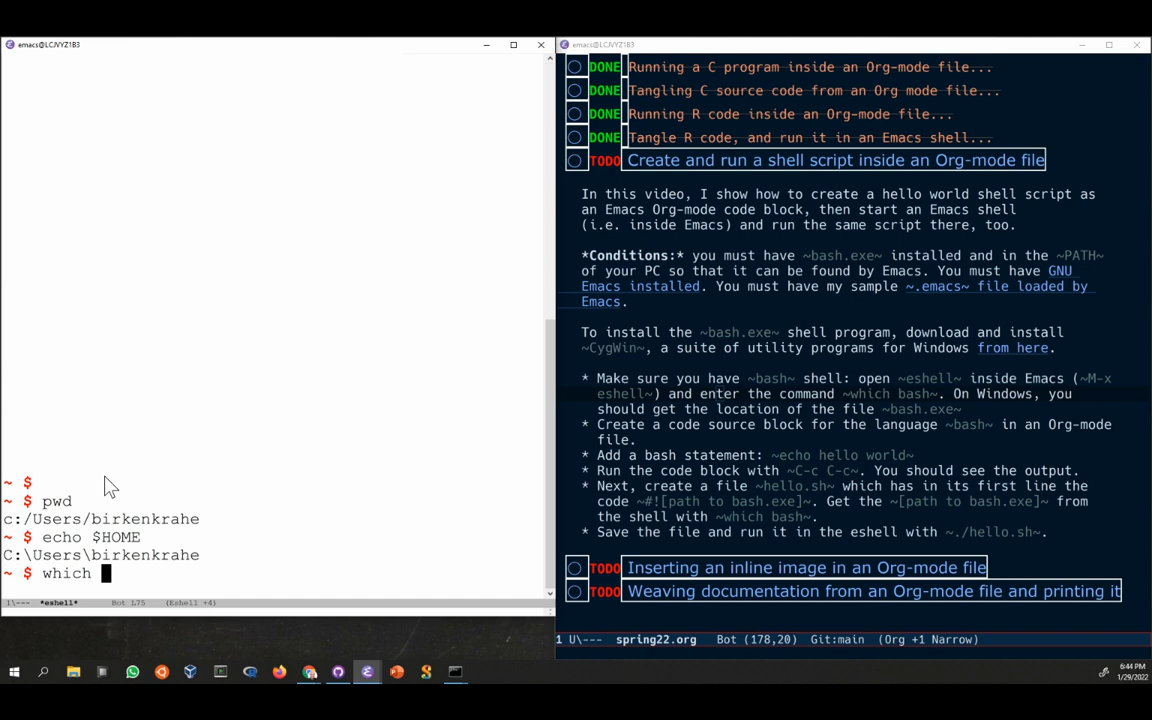 emacs@LCJVYZ1B3
~ $
~ $ pwd
c:/Users/birkenkrahe
~ $ echo $HOME
C:\Users\birkenkrahe
~ $ which
1\--- *eshell* Bot L75 (Eshell +4)
emacs@LCJVYZ1B3
DONE Running a C program inside an Org-mode file...
DONE Tangling C source code from an Org mode file...
DONE Running R code inside an Org-mode file...
DONE Tangle R code, and run it in an Emacs shell...
TODO Create and run a shell script inside an Org-mode file
In this video, I show how to create a hello world shell script as
an Emacs Org-mode code block, then start an Emacs shell
(i.e. inside Emacs) and run the same script there, too.
*Conditions:* you must have ~bash.exe~ installed and in the ~PATH~
of your PC so that it can be found by Emacs. You must have GNU
Emacs installed. You must have my sample ~.emacs~ file loaded by
Emacs.
To install the ~bash.exe~ shell program, download and install
~CygWin~, a suite of utility programs for Windows from here.
* Make sure you have ~bash~ shell: open ~eshell~ inside Emacs (~M-x
eshell~) and enter the command ~which bash~. On Windows, you
should get the location of the file ~bash.exe~
* Create a code source block for the language ~bash~ in an Org-mode
file.
* Add a bash statement: ~echo hello world~
* Run the code block with ~C-c C-c~. You should see the output.
* Next, create a file ~hello.sh~ which has in its first line the
code ~#![path to bash.exe]~. Get the ~[path to bash.exe]~ from
the shell with ~which bash~.
* Save the file and run it in the eshell with ~./hello.sh~.
TODO Inserting an inline image in an Org-mode file
TODO Weaving documentation from an Org-mode file and printing it
1 U\--- spring22.org Bot (178,20) Git:main (Org +1 Narrow)
6:44 PM
1/29/2022